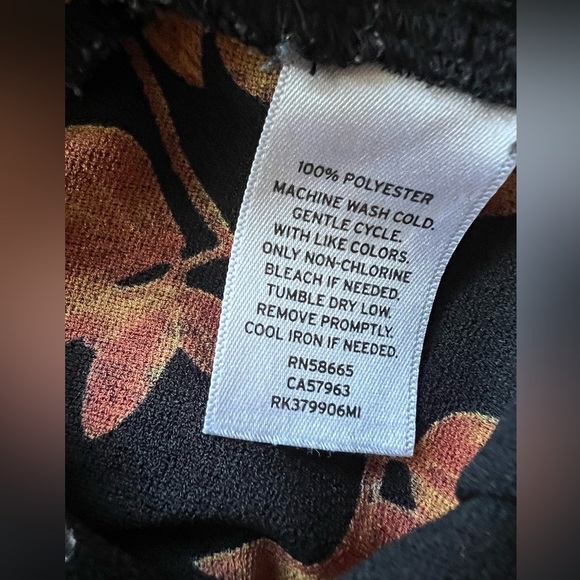 100% POLYESTER
MACHINE WASH COLD.
GENTLE CYCLE.
WITH LIKE COLORS.
ONLY NON-CHLORINE
BLEACH IF NEEDED.
TUMBLE DRY LOW.
REMOVE PROMPTLY.
COOL IRON IF NEEDED.
RN58665
CA57963
RK379906MI